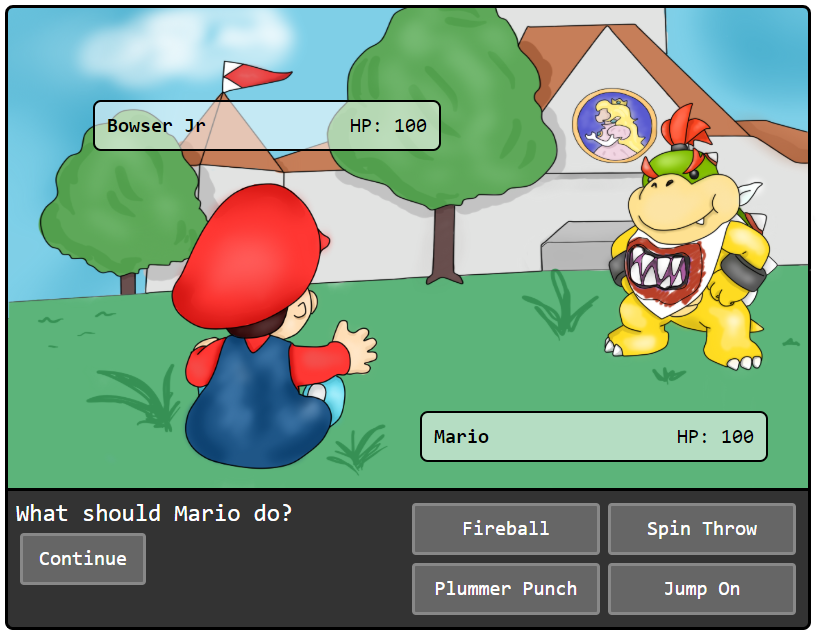 Bowser Jr HP: 100
Mario HP: 100
What should Mario do?
Continue
Fireball Spin Throw
Plummer Punch Jump On